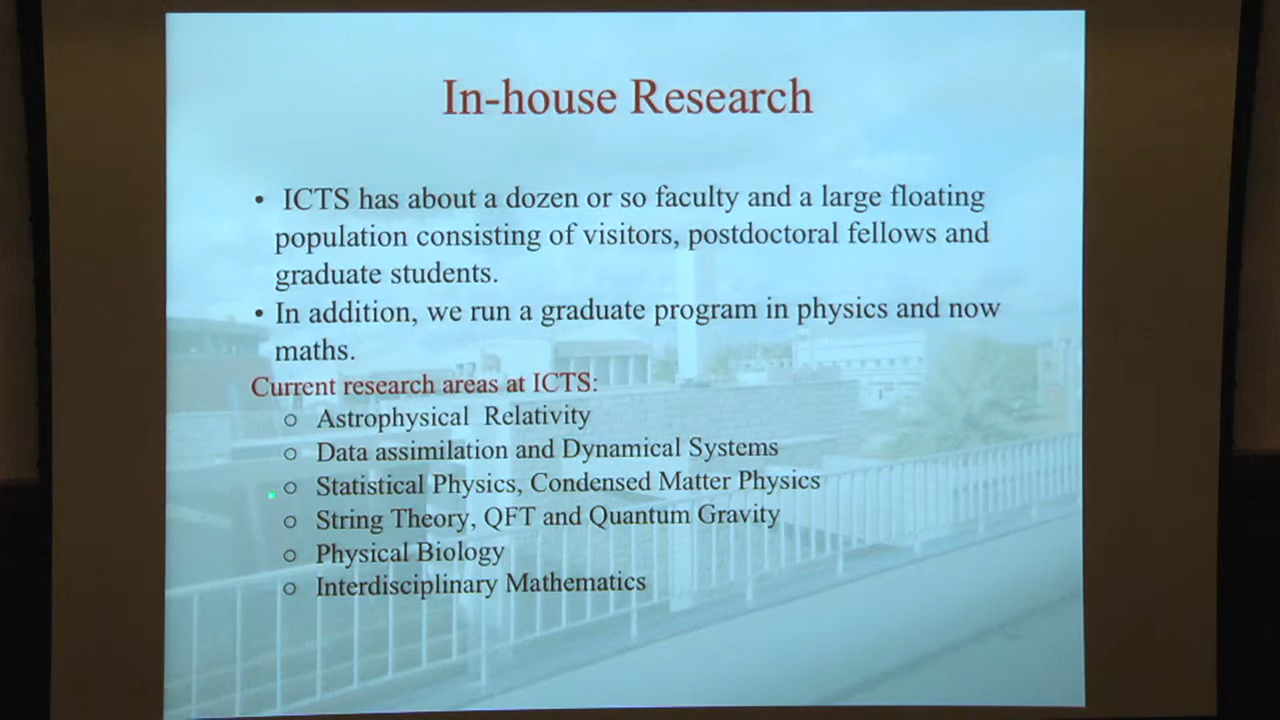 In-house Research
• ICTS has about a dozen or so faculty and a large floating
population consisting of visitors, postdoctoral fellows and
graduate students.
• In addition, we run a graduate program in physics and now
maths.
Current research areas at ICTS:
○ Astrophysical Relativity
○ Data assimilation and Dynamical Systems
○ Statistical Physics, Condensed Matter Physics
○ String Theory, QFT and Quantum Gravity
○ Physical Biology
○ Interdisciplinary Mathematics